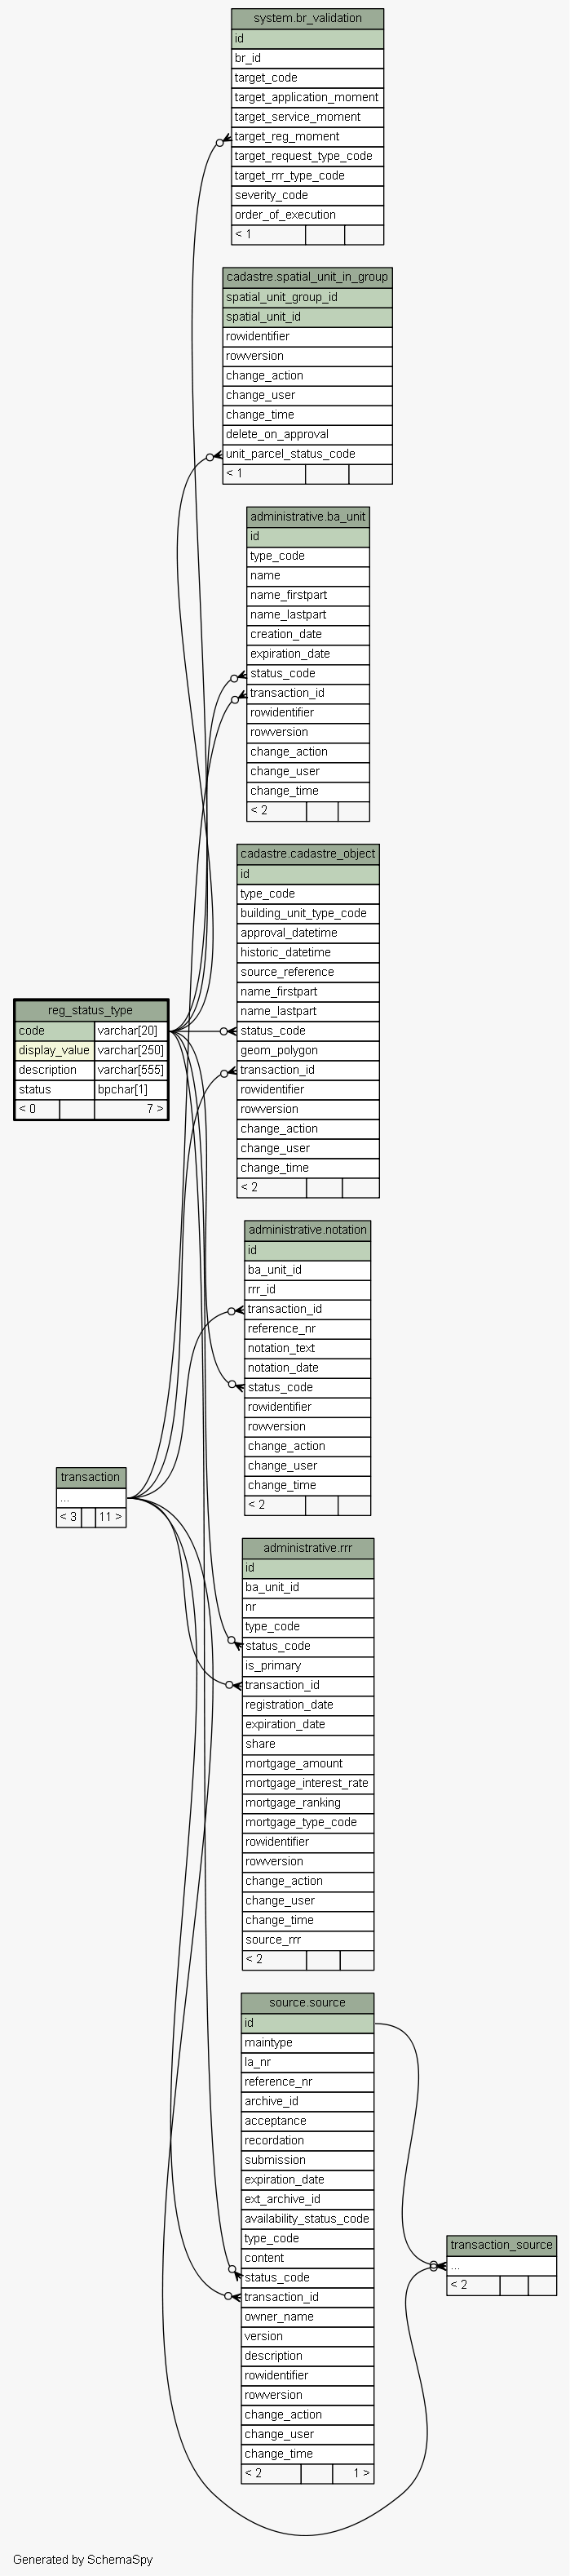 system.br_validation
id
br_id
target_code
target_application_moment
target_service_moment
target_reg_moment
target_request_type_code
target_rrr_type_code
severity_code
order_of_execution
< 1
cadastre.spatial_unit_in_group
spatial_unit_group_id
spatial_unit_id
rowidentifier
rowversion
change_action
change_user
change_time
delete_on_approval
unit_parcel_status_code
< 1
administrative.ba_unit
id
type_code
name
name_firstpart
name_lastpart
creation_date
expiration_date
status_code
transaction_id
rowidentifier
rowversion
change_action
change_user
change_time
< 2
cadastre.cadastre_object
id
type_code
building_unit_type_code
approval_datetime
historic_datetime
source_reference
name_firstpart
name_lastpart
status_code
geom_polygon
transaction_id
rowidentifier
rowversion
change_action
change_user
change_time
< 2
reg_status_type
code varchar[20]
display_value varchar[250]
description varchar[555]
status bpchar[1]
< 0 7 >
administrative.notation
id
ba_unit_id
rrr_id
transaction_id
reference_nr
notation_text
notation_date
status_code
rowidentifier
rowversion
change_action
change_user
change_time
< 2
transaction
...
< 3 11 >
administrative.rrr
id
ba_unit_id
nr
type_code
status_code
is_primary
transaction_id
registration_date
expiration_date
share
mortgage_amount
mortgage_interest_rate
mortgage_ranking
mortgage_type_code
rowidentifier
rowversion
change_action
change_user
change_time
source_rrr
< 2
source.source
id
maintype
la_nr
reference_nr
archive_id
acceptance
recordation
submission
expiration_date
ext_archive_id
availability_status_code
type_code
content
status_code
transaction_id
owner_name
version
description
rowidentifier
rowversion
change_action
change_user
change_time
< 2 1 >
transaction_source
...
< 2
Generated by SchemaSpy